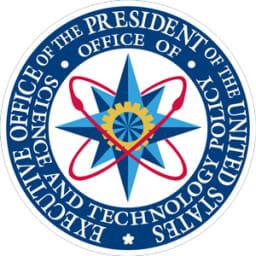 EXECUTIVE OFFICE OF THE PRESIDENT OF THE UNITED STATES
OFFICE OF
SCIENCE AND TECHNOLOGY POLICY